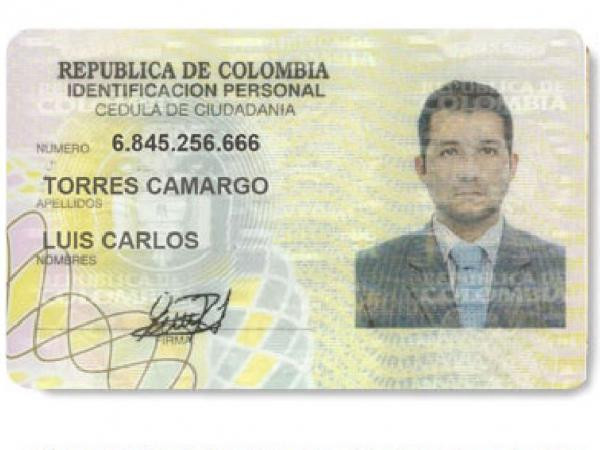 REPUBLICA DE COLOMBIA
IDENTIFICACION PERSONAL
CEDULA DE CIUDADANIA
NUMERO 6.845.256.666
TORRES CAMARGO
APELLIDOS
LUIS CARLOS
NOMBRES
FIRMA
REPUBLICA DE
COLOMBIA